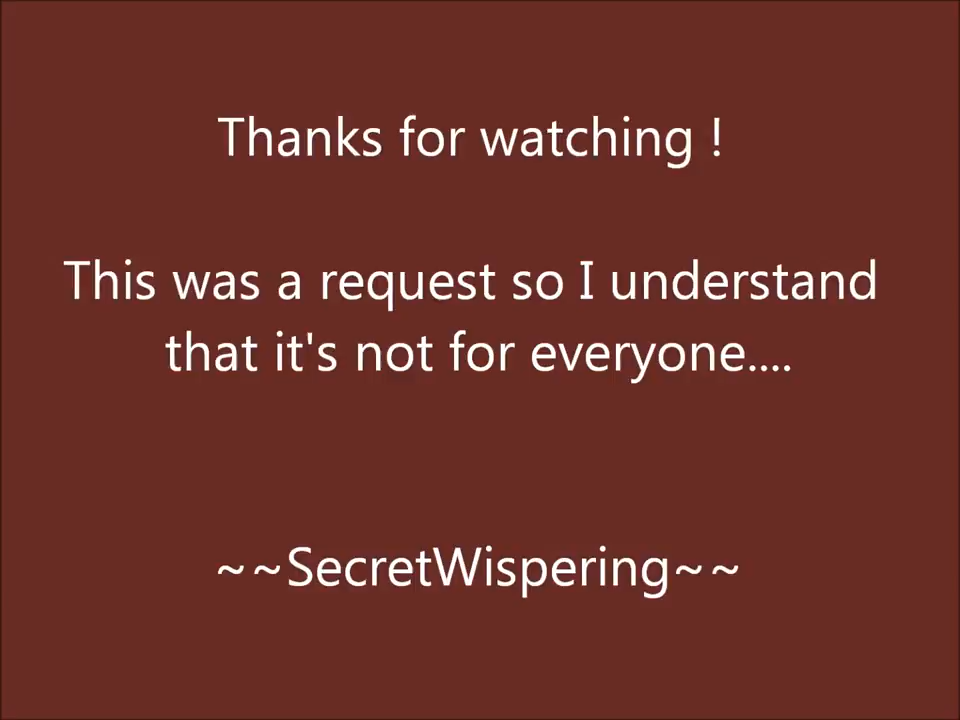 Thanks for watching !
This was a request so I understand
that it's not for everyone....
~~SecretWispering~~